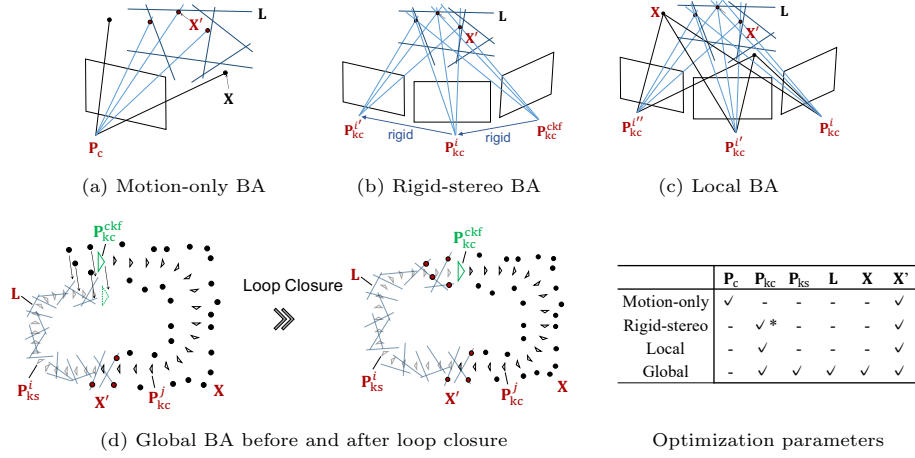 L
X'
X
P_c
(a) Motion-only BA
L
X'
P_kc^i'
rigid
P_kc^i
rigid
P_kc^ckf
(b) Rigid-stereo BA
X
L
X'
P_kc^i''
P_kc^i'
P_kc^i
(c) Local BA
P_kc^ckf
L
P_ks^i
X'
P_kc^j
X
Loop Closure
P_kc^ckf
L
P_ks^i
X'
P_kc^j
X
(d) Global BA before and after loop closure
P_c P_kc P_ks L X X'
Motion-only ✓ - - - - ✓
Rigid-stereo - ✓* - - - ✓
Local - ✓ - - - ✓
Global - ✓ ✓ ✓ ✓ ✓
Optimization parameters